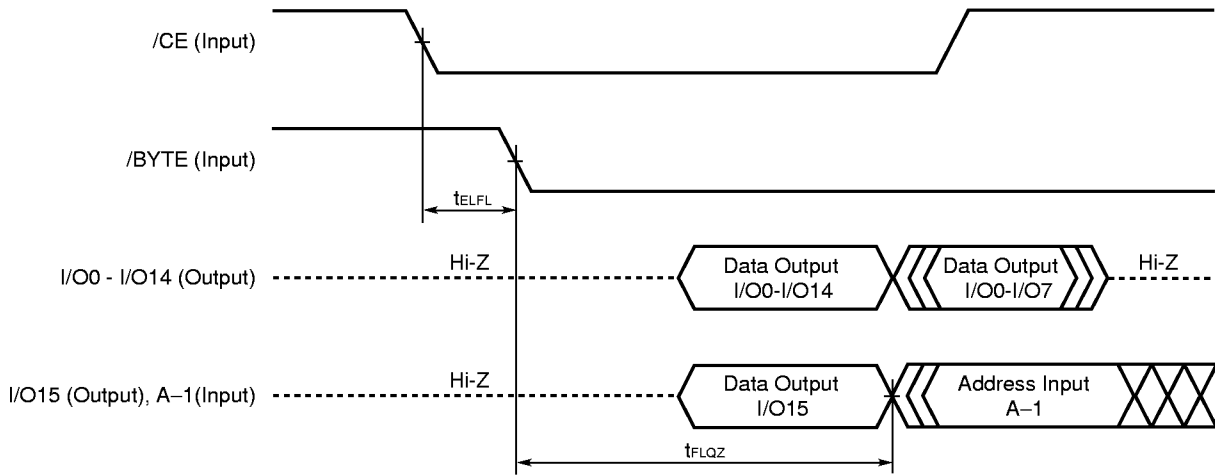 /CE (Input)
/BYTE (Input)
tELFL
I/O0 - I/O14 (Output)
Hi-Z
Data Output
I/O0-I/O14
Data Output
I/O0-I/O7
Hi-Z
I/O15 (Output), A−1(Input)
Hi-Z
Data Output
I/O15
Address Input
A−1
tFLQZ